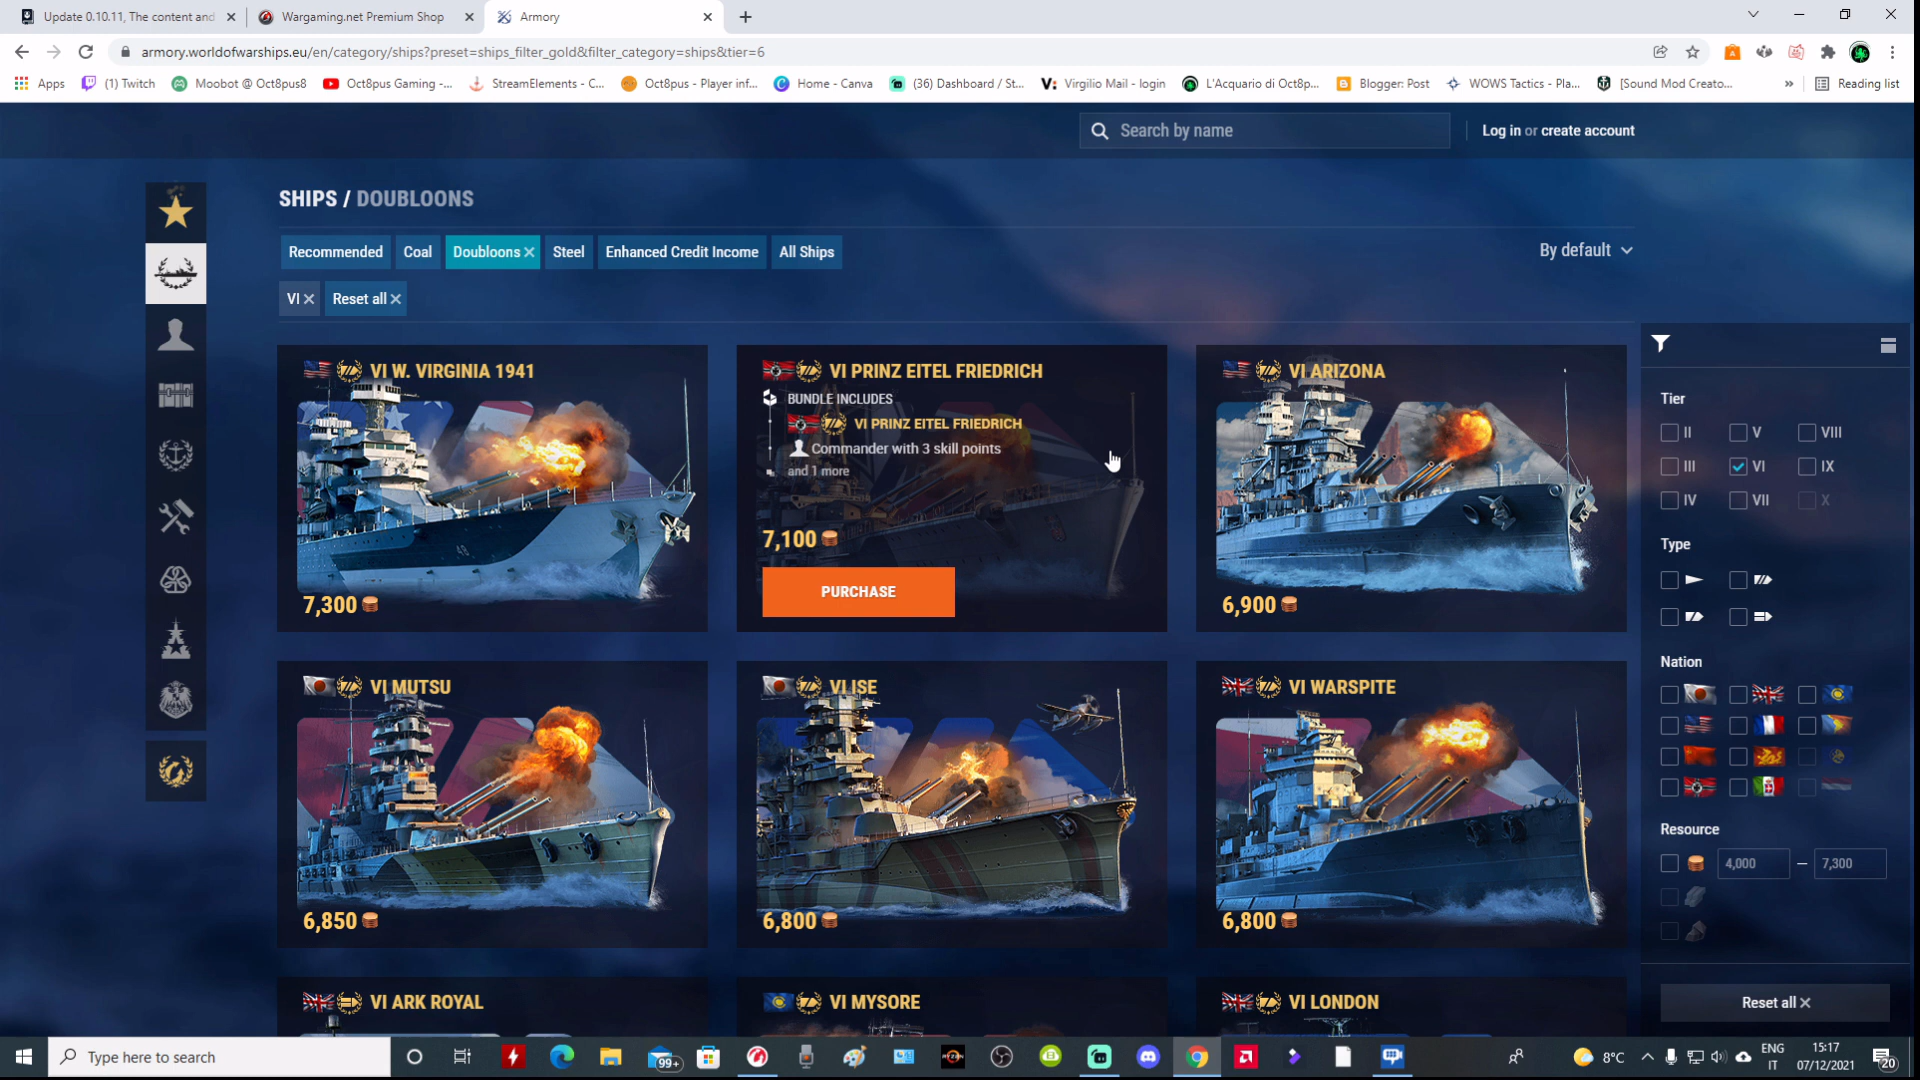 Update 0.10.11, The content and
Wargaming.net Premium Shop
Armory
armory.worldofwarships.eu/en/category/ships?preset=ships_filter_gold&filter_category=ships&tier=6
Apps
(1) Twitch
Moobot @ Oct8pus8
Oct8pus Gaming -...
StreamElements - C...
Oct8pus - Player inf...
Home - Canva
(36) Dashboard / St...
Virgilio Mail - login
L'Acquario di Oct8p...
Blogger: Post
WOWS Tactics - Pla...
[Sound Mod Creato...
»
Reading list
Search by name
Log in or create account
SHIPS / DOUBLOONS
Recommended
Coal
Doubloons
Steel
Enhanced Credit Income
All Ships
By default
VI
Reset all
VI W. VIRGINIA 1941
7,300
VI PRINZ EITEL FRIEDRICH
BUNDLE INCLUDES
VI PRINZ EITEL FRIEDRICH
Commander with 3 skill points
and 1 more
7,100
PURCHASE
VI ARIZONA
6,900
VI MUTSU
6,850
VI ISE
6,800
VI WARSPITE
6,800
VI ARK ROYAL
VI MYSORE
VI LONDON
Tier
II
V
VIII
III
VI
IX
IV
VII
X
Type
Nation
Resource
4,000
—
7,300
Reset all
Type here to search
99+
8°C
ENG
IT
15:17
07/12/2021
20